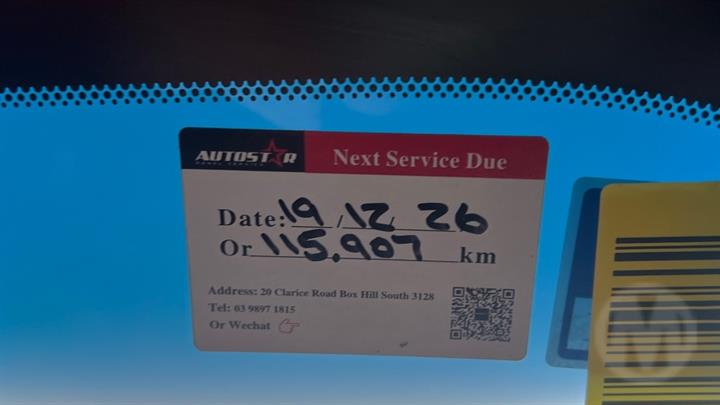 AUTOSTAR
Next Service Due
Date: 19/12/26
Or 115,907 km
Address: 20 Clarice Road Box Hill South 3128
Tel: 03 9897 1815
Or Wechat
M